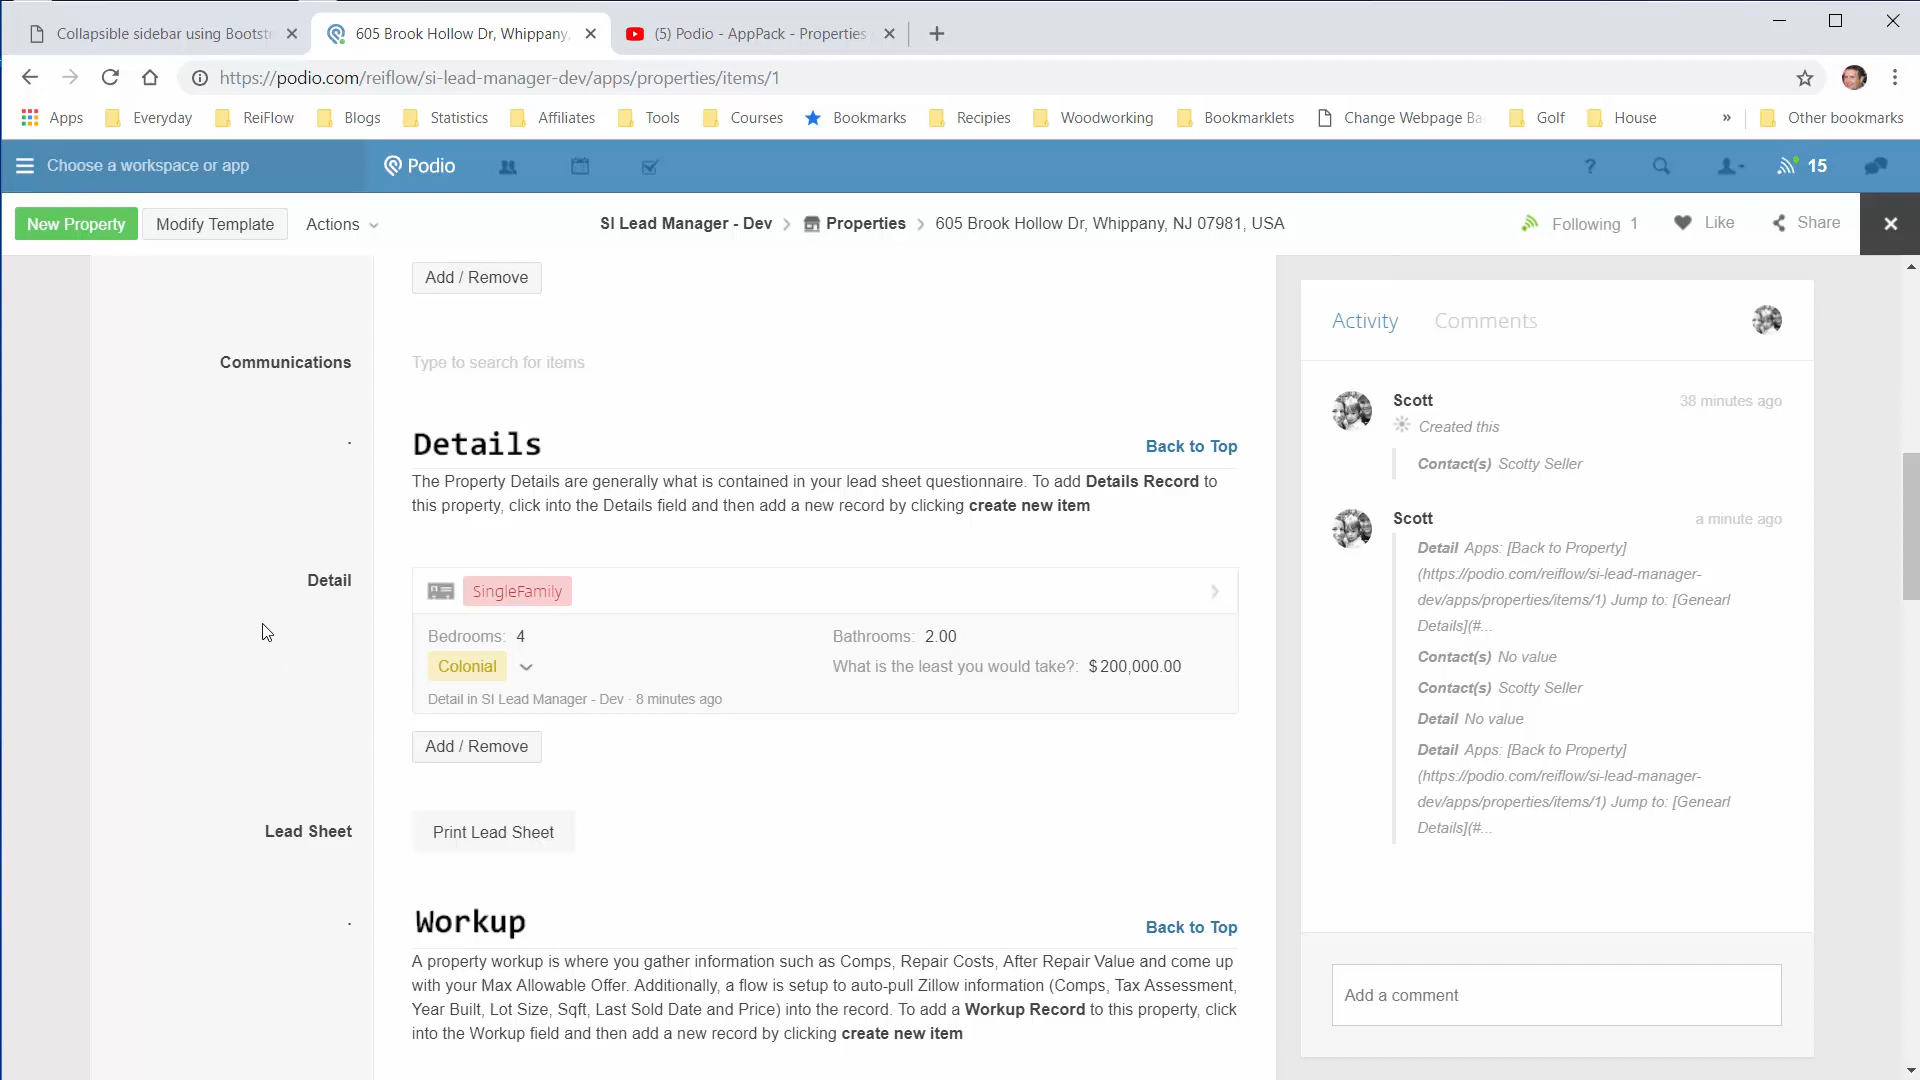 Collapsible sidebar using Bootst
605 Brook Hollow Dr, Whippany,
(5) Podio - AppPack - Properties
https://podio.com/reiflow/si-lead-manager-dev/apps/properties/items/1
Apps Everyday ReiFlow Blogs Statistics Affiliates Tools Courses Bookmarks Recipies Woodworking Bookmarklets Change Webpage Ba Golf House » Other bookmarks
Choose a workspace or app Podio ? 15
New Property Modify Template Actions SI Lead Manager - Dev Properties 605 Brook Hollow Dr, Whippany, NJ 07981, USA Following 1 Like Share
Add / Remove
Communications Type to search for items
. Details Back to Top
The Property Details are generally what is contained in your lead sheet questionnaire. To add Details Record to
this property, click into the Details field and then add a new record by clicking create new item
Detail SingleFamily
Bedrooms: 4 Bathrooms: 2.00
Colonial What is the least you would take?: $200,000.00
Detail in SI Lead Manager - Dev · 8 minutes ago
Add / Remove
Lead Sheet Print Lead Sheet
. Workup Back to Top
A property workup is where you gather information such as Comps, Repair Costs, After Repair Value and come up
with your Max Allowable Offer. Additionally, a flow is setup to auto-pull Zillow information (Comps, Tax Assessment,
Year Built, Lot Size, Sqft, Last Sold Date and Price) into the record. To add a Workup Record to this property, click
into the Workup field and then add a new record by clicking create new item
Activity Comments
Scott 38 minutes ago
Created this
Contact(s) Scotty Seller
Scott a minute ago
Detail Apps: [Back to Property]
(https://podio.com/reiflow/si-lead-manager-
dev/apps/properties/items/1) Jump to: [Genearl
Details](#...
Contact(s) No value
Contact(s) Scotty Seller
Detail No value
Detail Apps: [Back to Property]
(https://podio.com/reiflow/si-lead-manager-
dev/apps/properties/items/1) Jump to: [Genearl
Details](#...
Add a comment